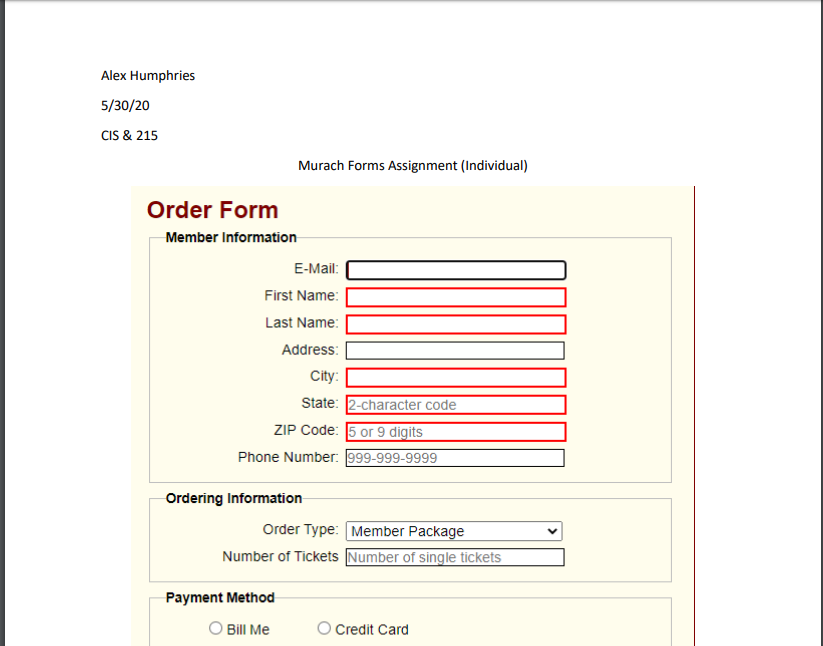 Alex Humphries
5/30/20
CIS & 215
Murach Forms Assignment (Individual)
Order Form
Member Information
E-Mail:
First Name:
Last Name:
Address:
City:
State: 2-character code
ZIP Code: 5 or 9 digits
Phone Number: 999-999-9999
Ordering Information
Order Type: Member Package
Number of Tickets Number of single tickets
Payment Method
Bill Me Credit Card